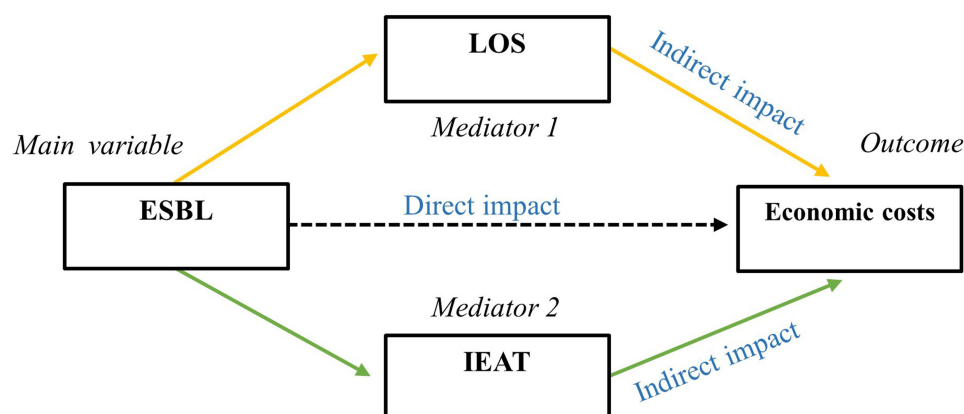 LOS
Indirect impact
Mediator 1
Main variable
Outcome
ESBL
Direct impact
Economic costs
Mediator 2
IEAT
Indirect impact